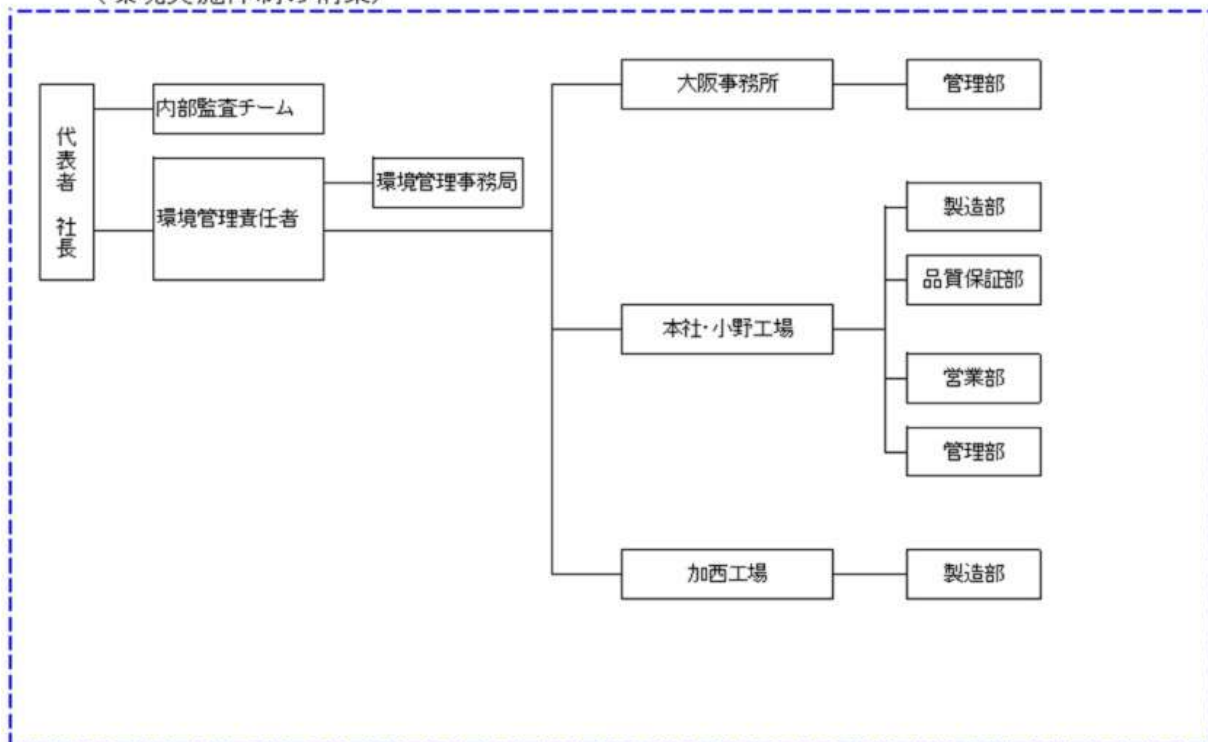 大阪事務所
管理部
内部監査チーム
代表者 社長
環境管理事務局
環境管理責任者
製造部
品質保証部
本社・小野工場
営業部
管理部
加西工場
製造部